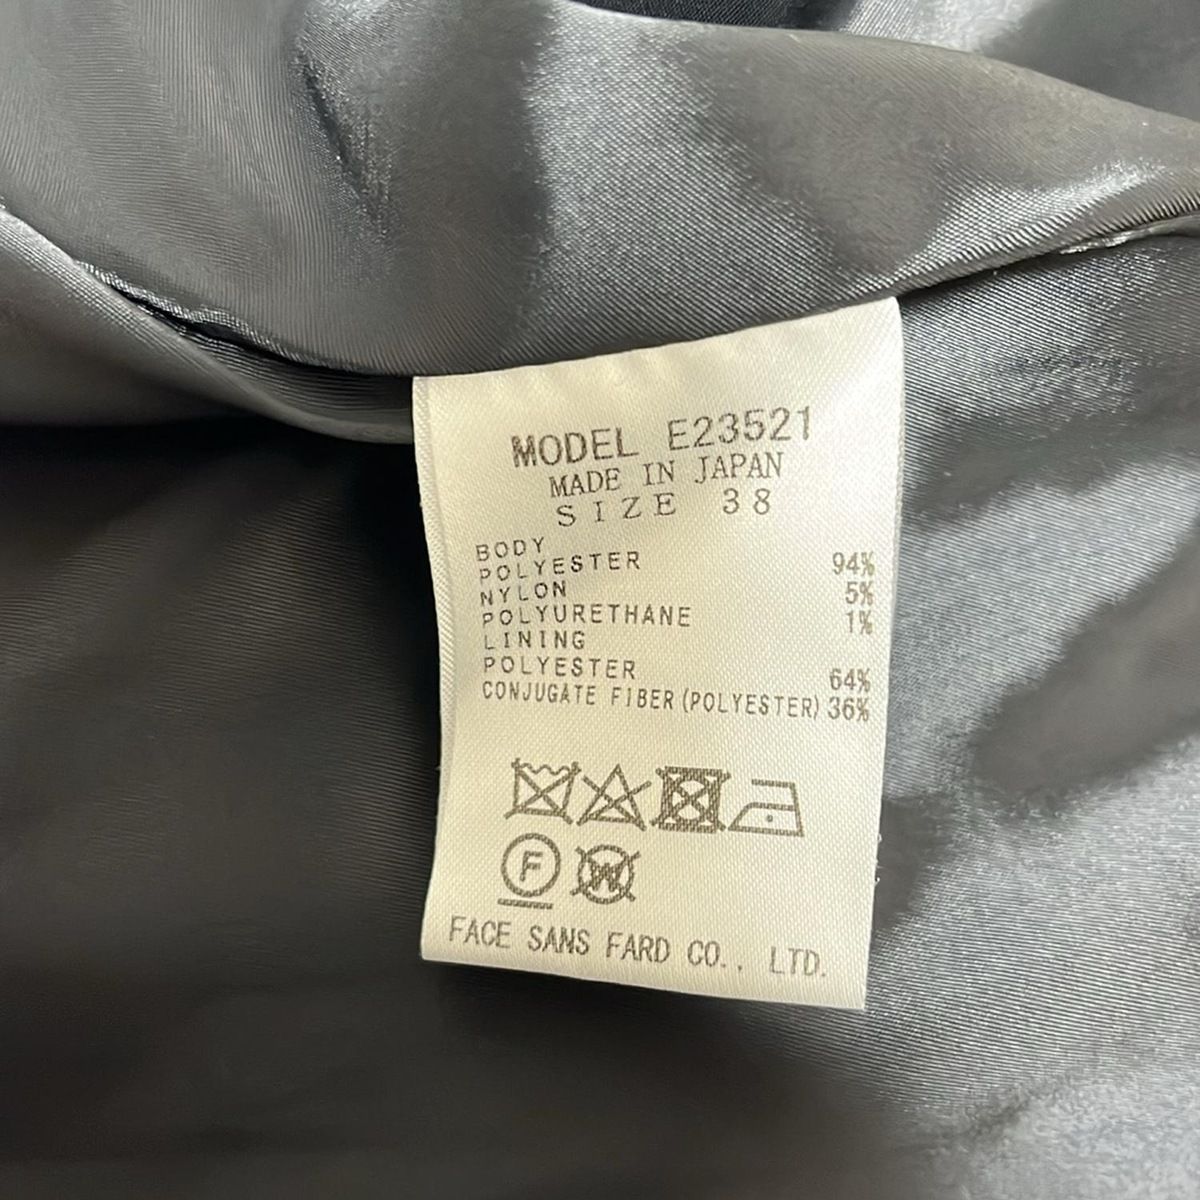 MODEL E23521
MADE IN JAPAN
SIZE 38
BODY
POLYESTER 94%
NYLON 5%
POLYURETHANE 1%
LINING
POLYESTER 64%
CONJUGATE FIBER(POLYESTER) 36%
F W
FACE SANS FARD CO., LTD.